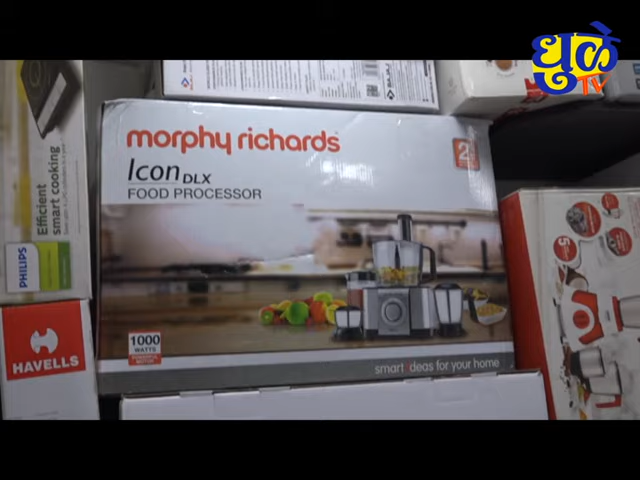 धुळे
TV
BAJAJ
morphy richards
Icon DLX
FOOD PROCESSOR
2
Efficient
smart cooking
PHILIPS
HAVELLS
1000
WATTS
5
smart ideas for your home